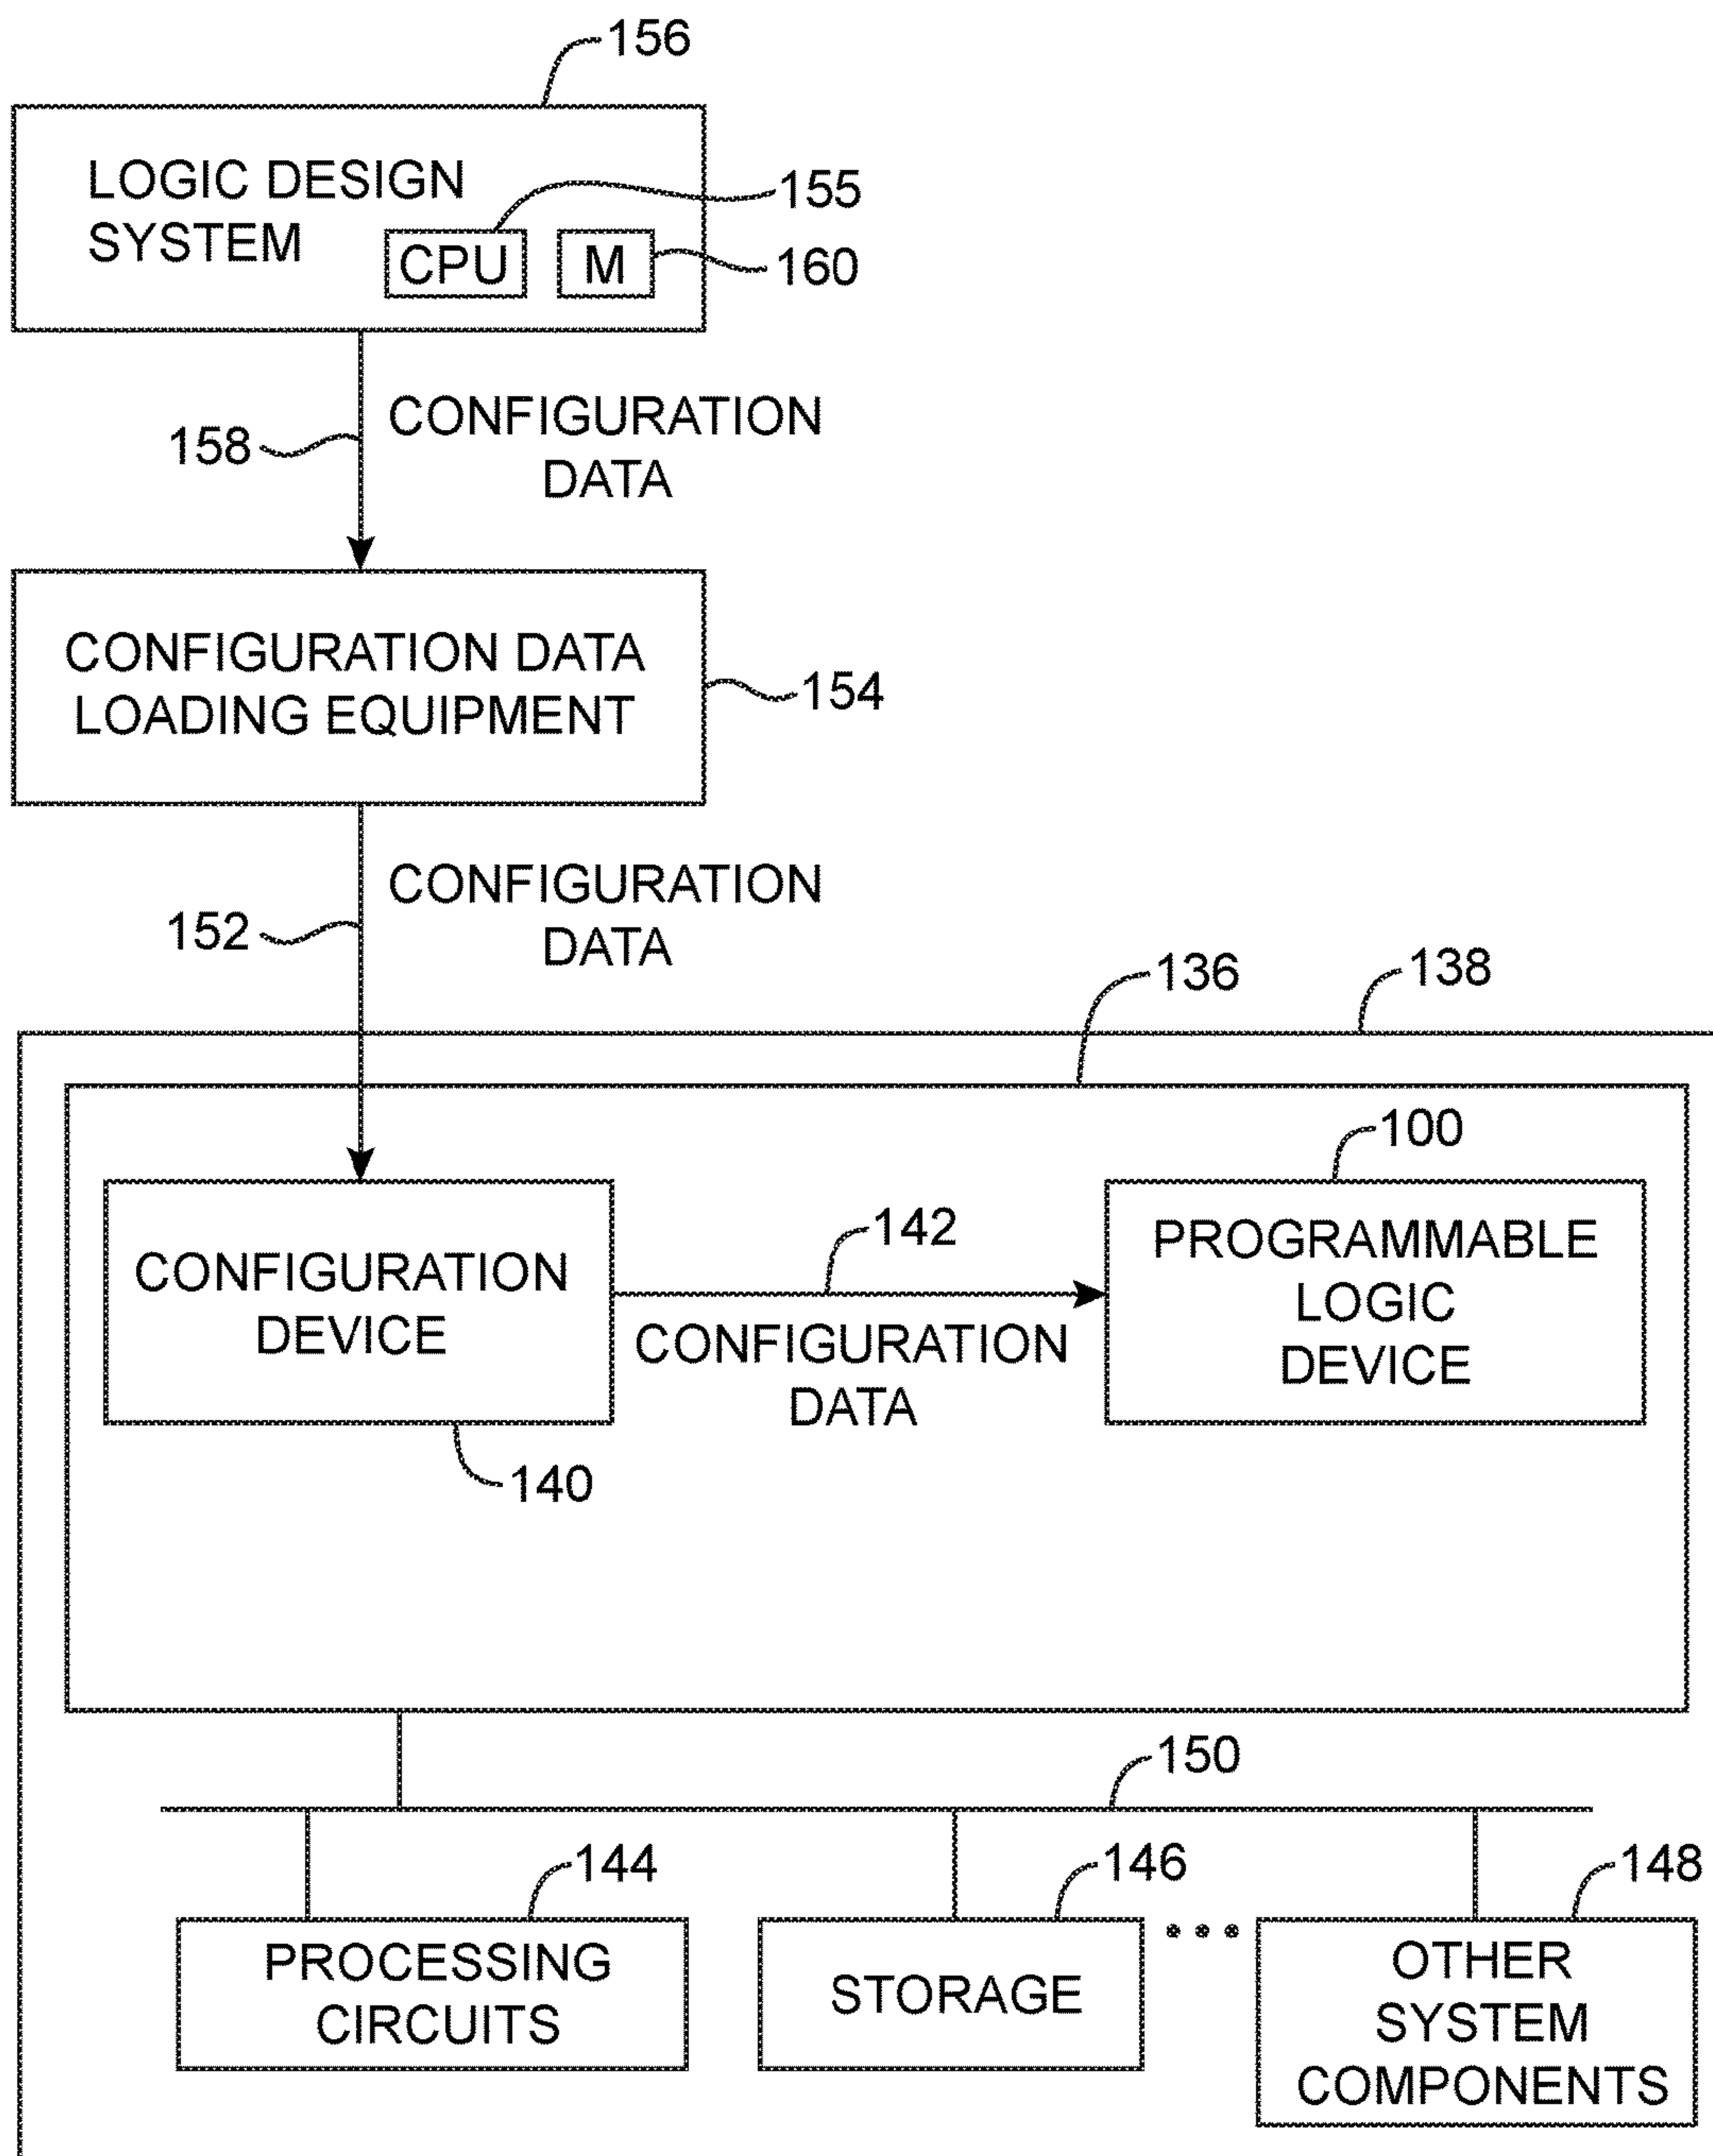 156
LOGIC DESIGN
SYSTEM
155
CPU
M
160
158
CONFIGURATION
DATA
CONFIGURATION DATA
LOADING EQUIPMENT
154
152
CONFIGURATION
DATA
136
138
100
CONFIGURATION
DEVICE
142
CONFIGURATION
DATA
PROGRAMMABLE
LOGIC
DEVICE
140
150
144
146
148
PROCESSING
CIRCUITS
STORAGE
OTHER
SYSTEM
COMPONENTS